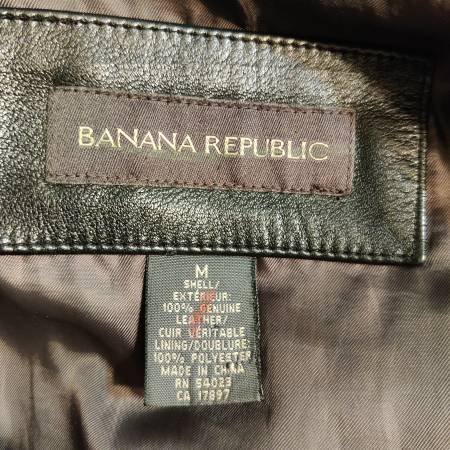 BANANA REPUBLIC
M
SHELL/
EXTÉRIEUR:
100% GENUINE
LEATHER/
CUIR VÉRITABLE
LINING/DOUBLURE:
100% POLYESTER
MADE IN CHINA
RN 54023
CA 17897